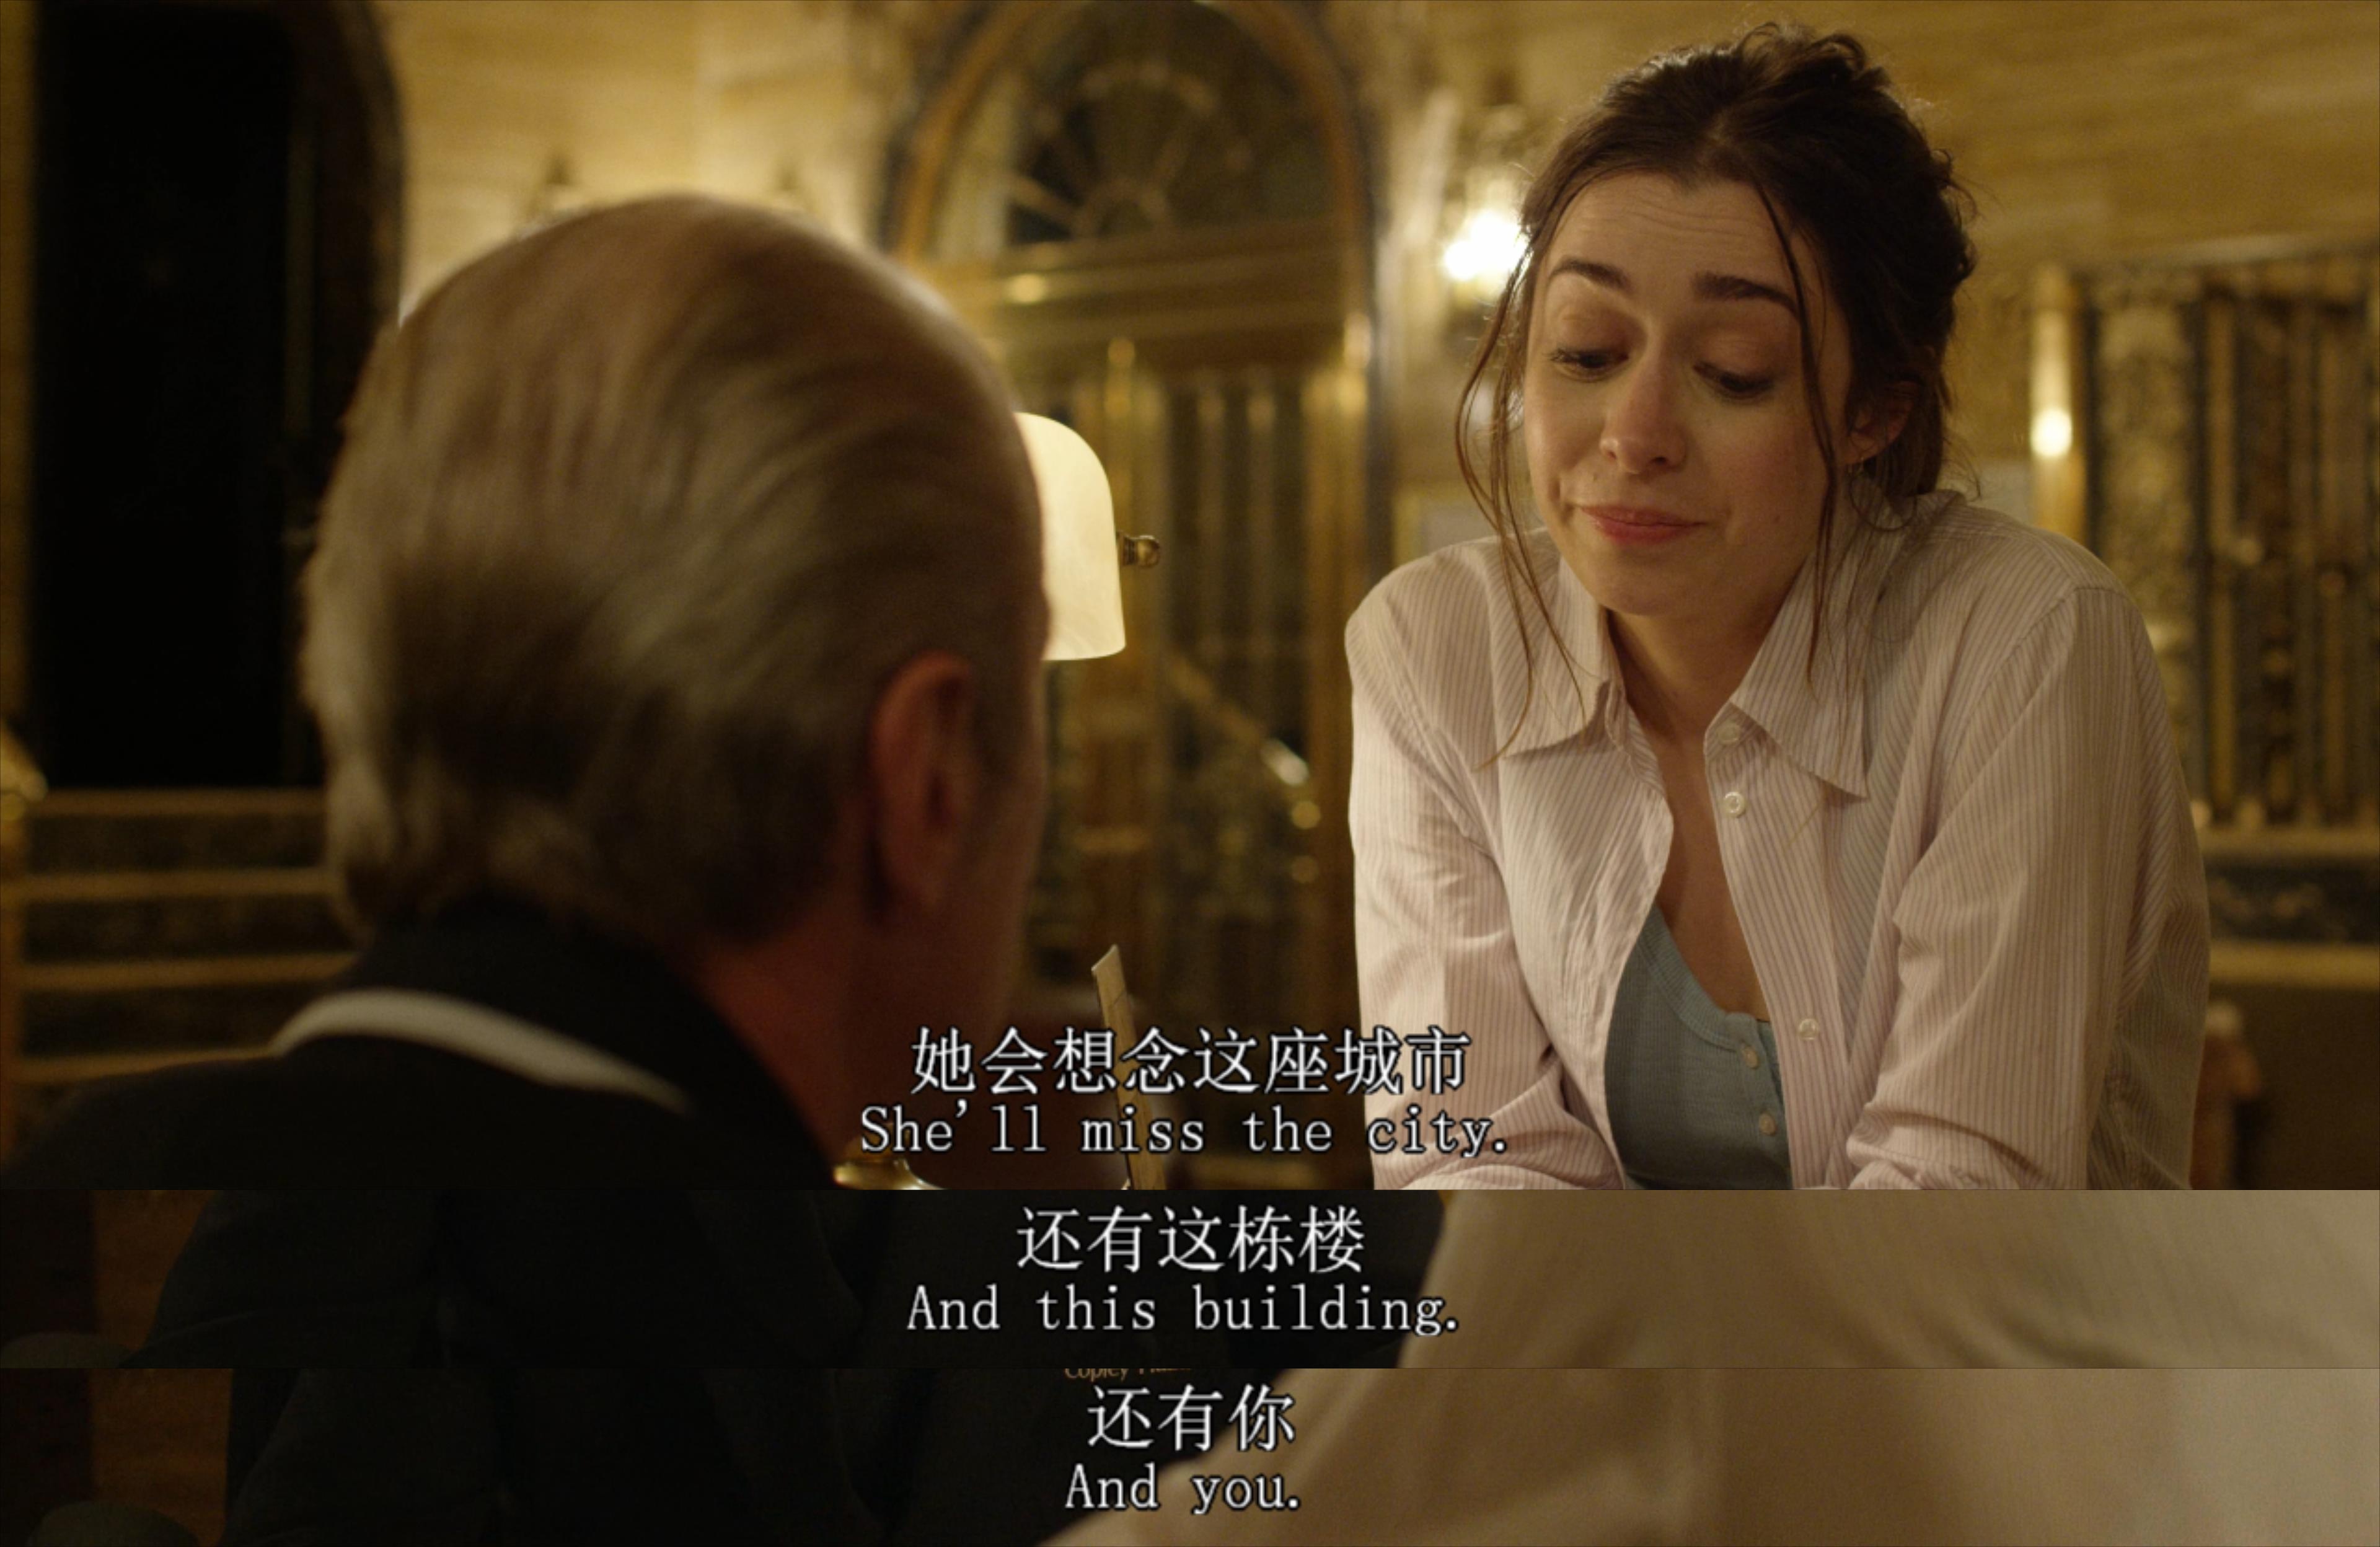 她会想念这座城市
She'll miss the city.
还有这栋楼
And this building.
Copley
还有你
And you.